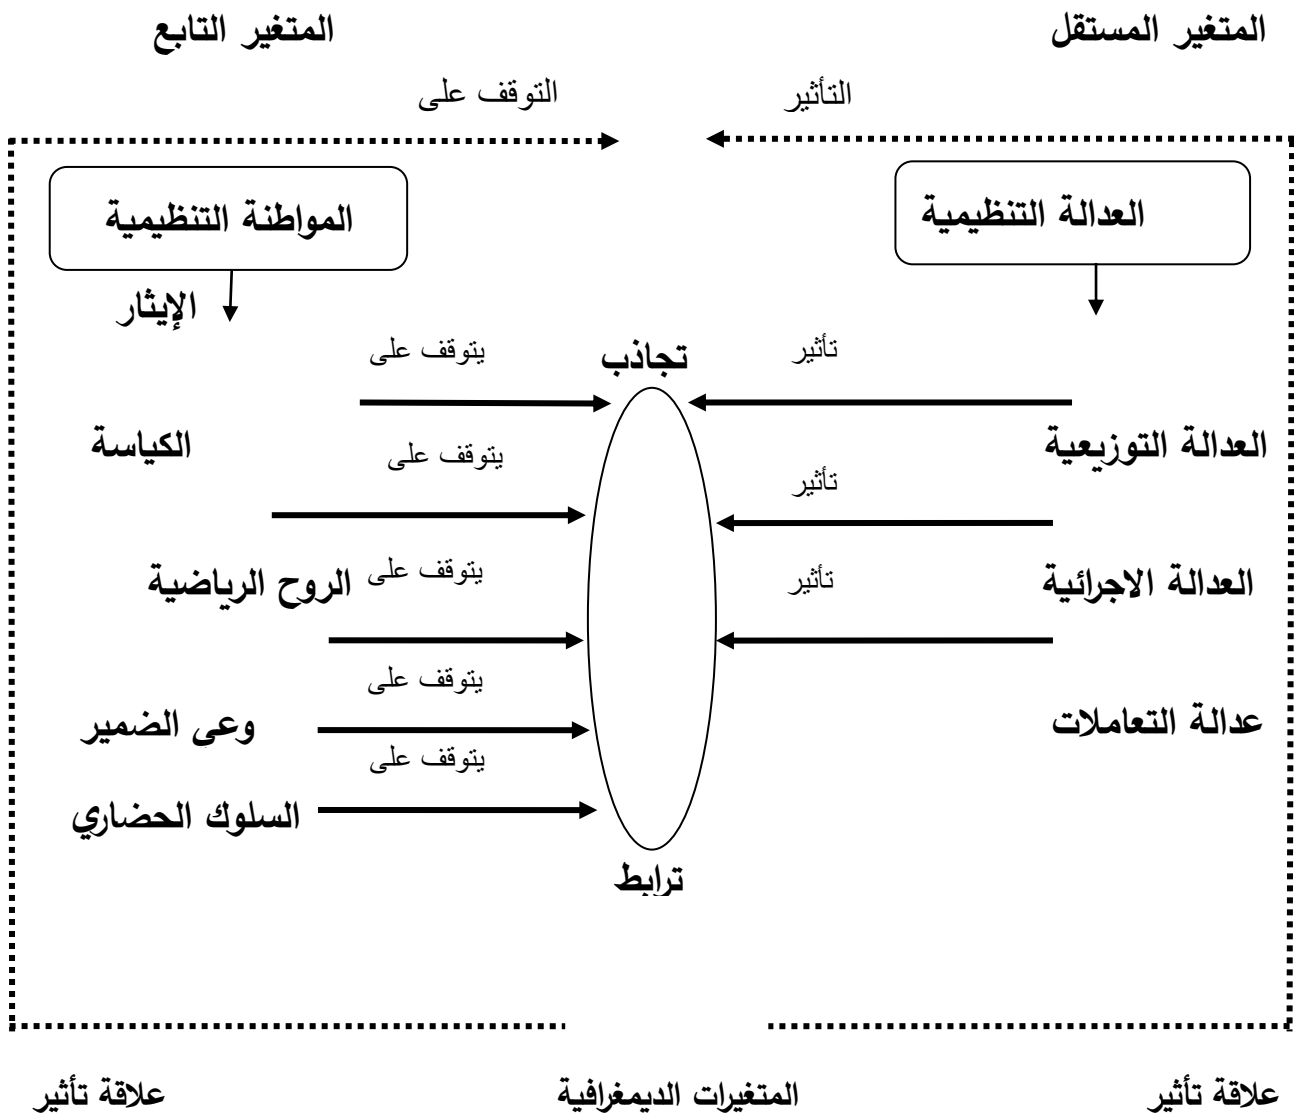 المتغير المستقل
المتغير التابع
التأثير
التوقف على
العدالة التنظيمية
المواطنة التنظيمية
الإيثار
تجاذب
تأثير
يتوقف على
العدالة التوزيعية
الكياسة
تأثير
يتوقف على
العدالة الاجرائية
تأثير
يتوقف على
الروح الرياضية
يتوقف على
عدالة التعاملات
وعى الضمير
يتوقف على
السلوك الحضاري
ترابط
علاقة تأثير
المتغيرات الديمغرافية
علاقة تأثير